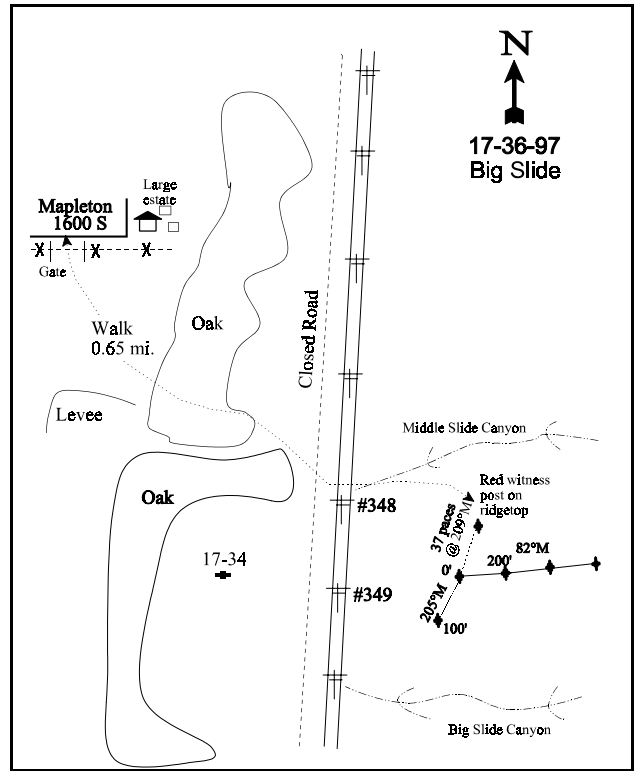 N
17-36-97
Big Slide
Large
estate
Mapleton
1600 S
X
X
X
Gate
Walk
0.65 mi.
Oak
Closed Road
Levee
Middle Slide Canyon
Oak
#348
Red witness
post on
ridgetop
37 paces
@ 209°M
17-34
α
200'
82°M
#349
205°M
100'
Big Slide Canyon